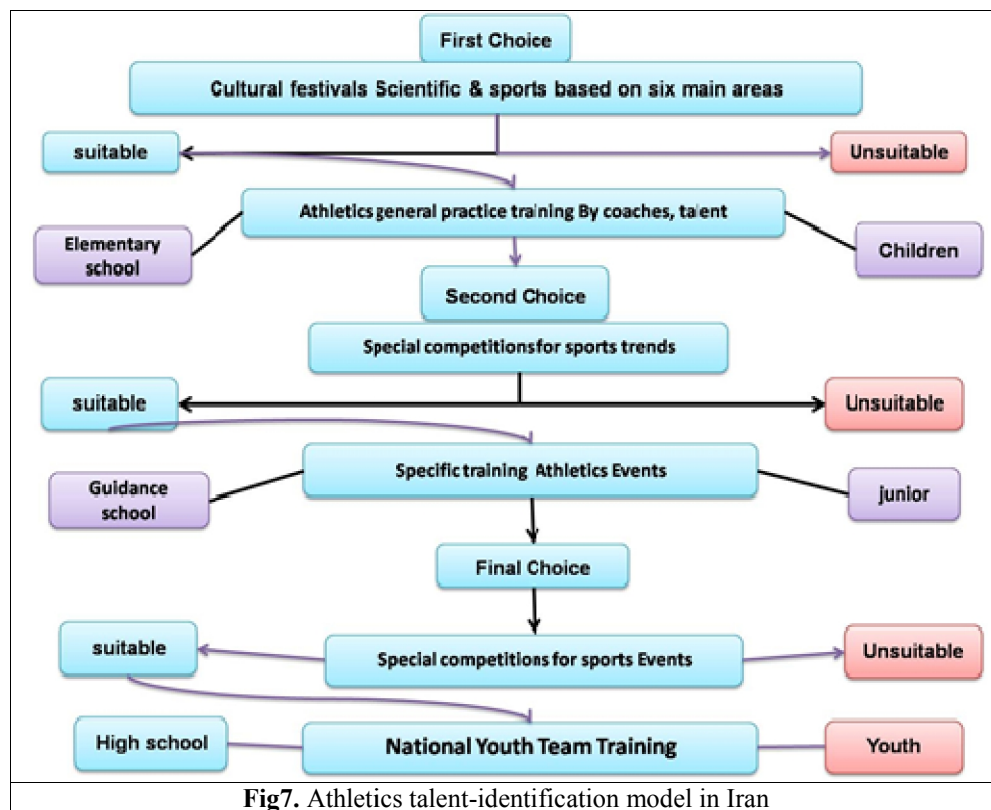 First Choice
Cultural festivals Scientific & sports based on six main areas
suitable
Unsuitable
Athletics general practice training By coaches, talent
Elementary
school
Children
Second Choice
Special competitions for sports trends
suitable
Unsuitable
Specific training Athletics Events
Guidance
school
junior
Final Choice
suitable
Special competitions for sports Events
Unsuitable
High school
National Youth Team Training
Youth
Fig7. Athletics talent-identification model in Iran